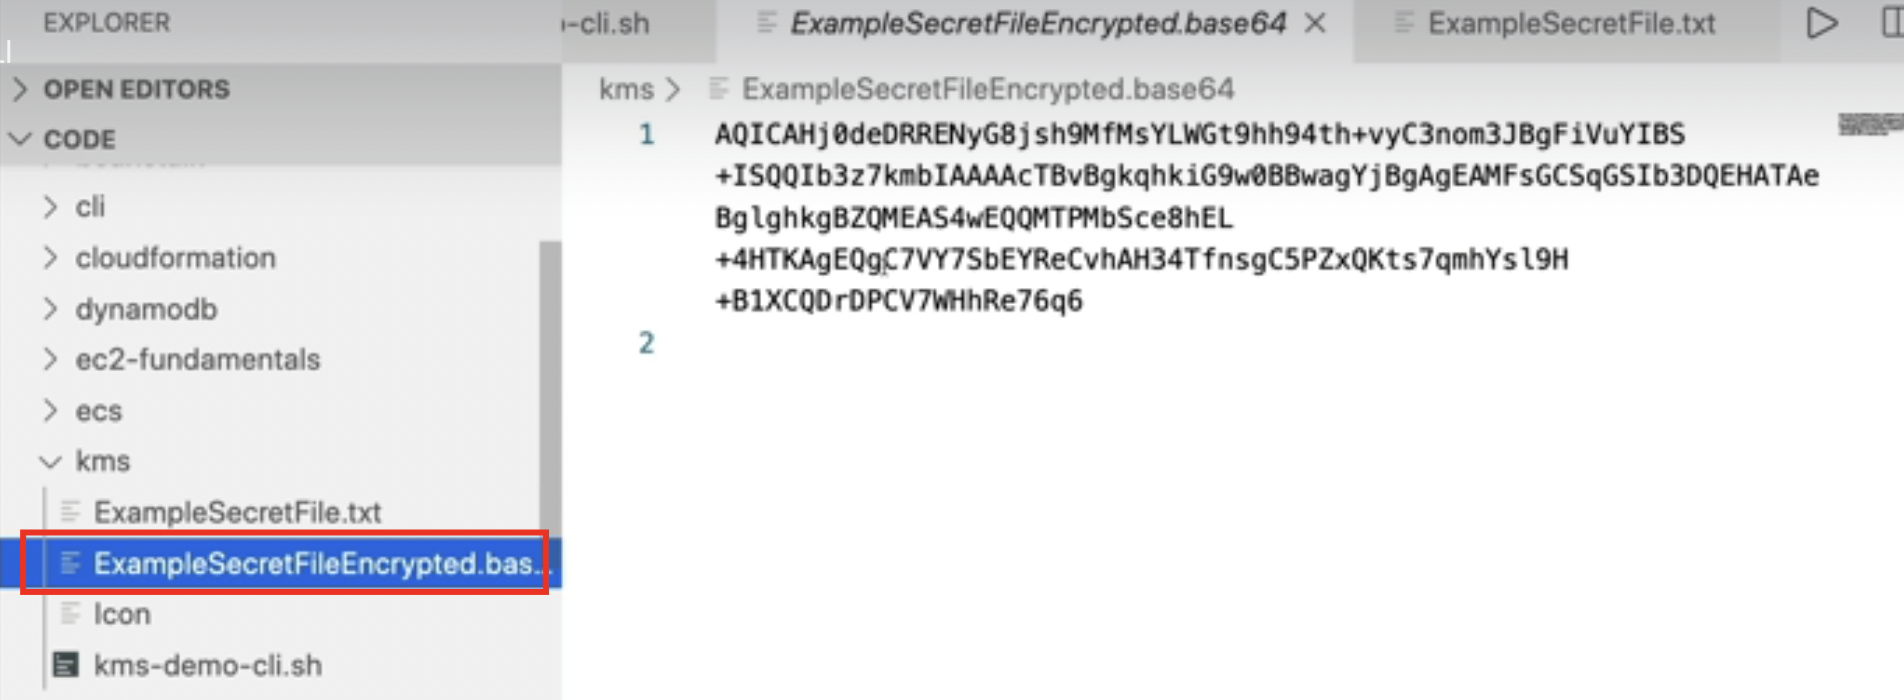 EXPLORER
-cli.sh
ExampleSecretFileEncrypted.base64
ExampleSecretFile.txt
OPEN EDITORS
CODE
cli
cloudformation
dynamodb
ec2-fundamentals
ecs
kms
ExampleSecretFile.txt
ExampleSecretFileEncrypted.bas...
Icon
kms-demo-cli.sh
kms > ExampleSecretFileEncrypted.base64
1 AQICAHj0deDRRENyG8jsh9MfMsYLWGt9hh94th+vyC3nom3JBgFiVuYIBS
+ISQQIb3z7kmbIAAAAcTBvBgkqhkiG9w0BBwagYjBgAgEAMFsGCSqGSIb3DQEHATAe
BglghkgBZQMEAS4wEQQMTPMbSce8hEL
+4HTKAgEQgC7VY7SbEYReCvhAH34TfnsgC5PZxQKts7qmhYsl9H
+B1XCQDrDPCV7WHhRe76q6
2